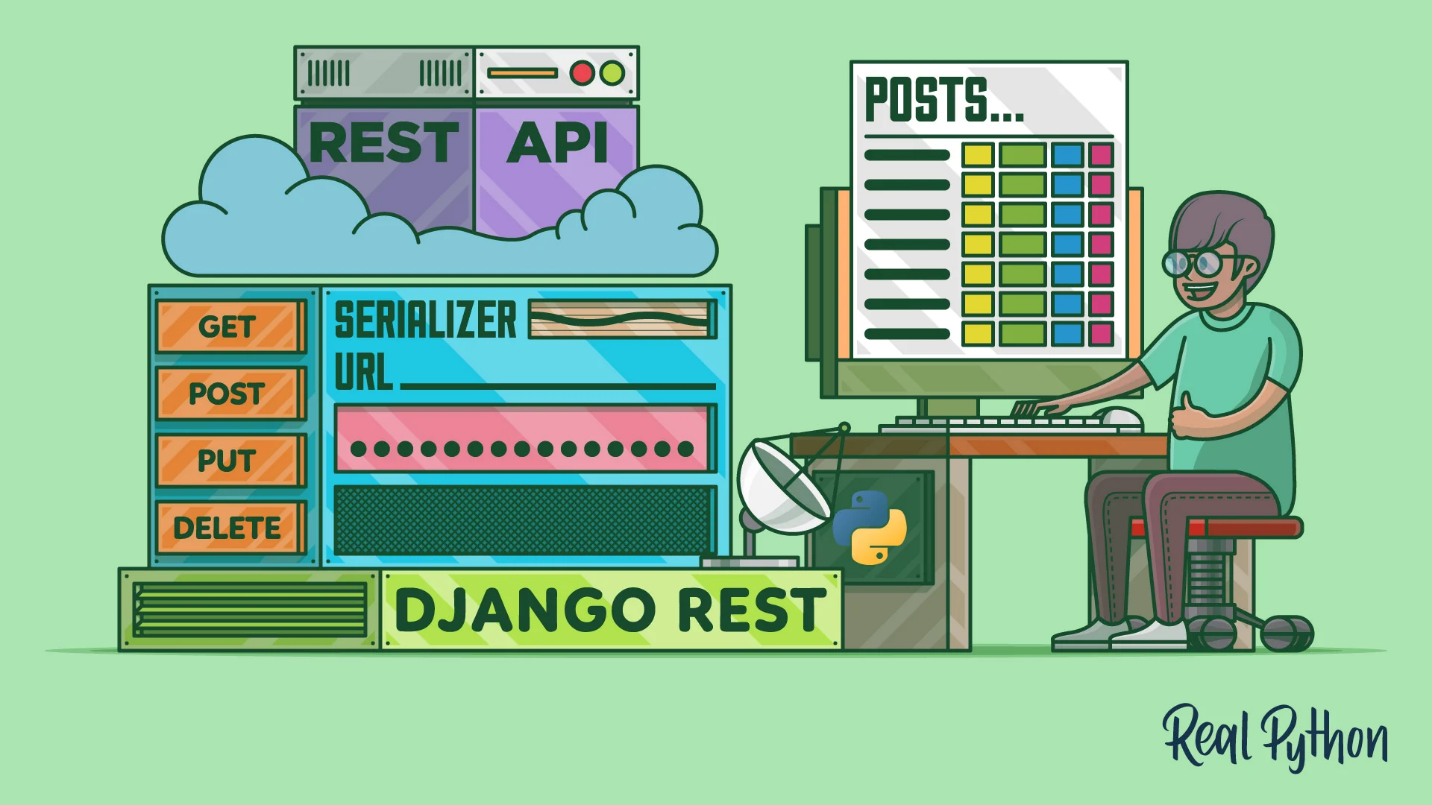 REST API
POSTS...
GET
POST
PUT
DELETE
SERIALIZER
URL
DJANGO REST
Real Python